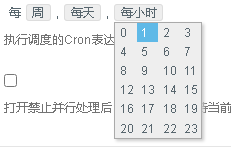 每 周 , 每天 , 每小时
执行调度的Cron表达
0 1 2 3
4 5 6 7
8 9 10 11
12 13 14 15
16 17 18 19
20 21 22 23
打开禁止并行处理后 当前